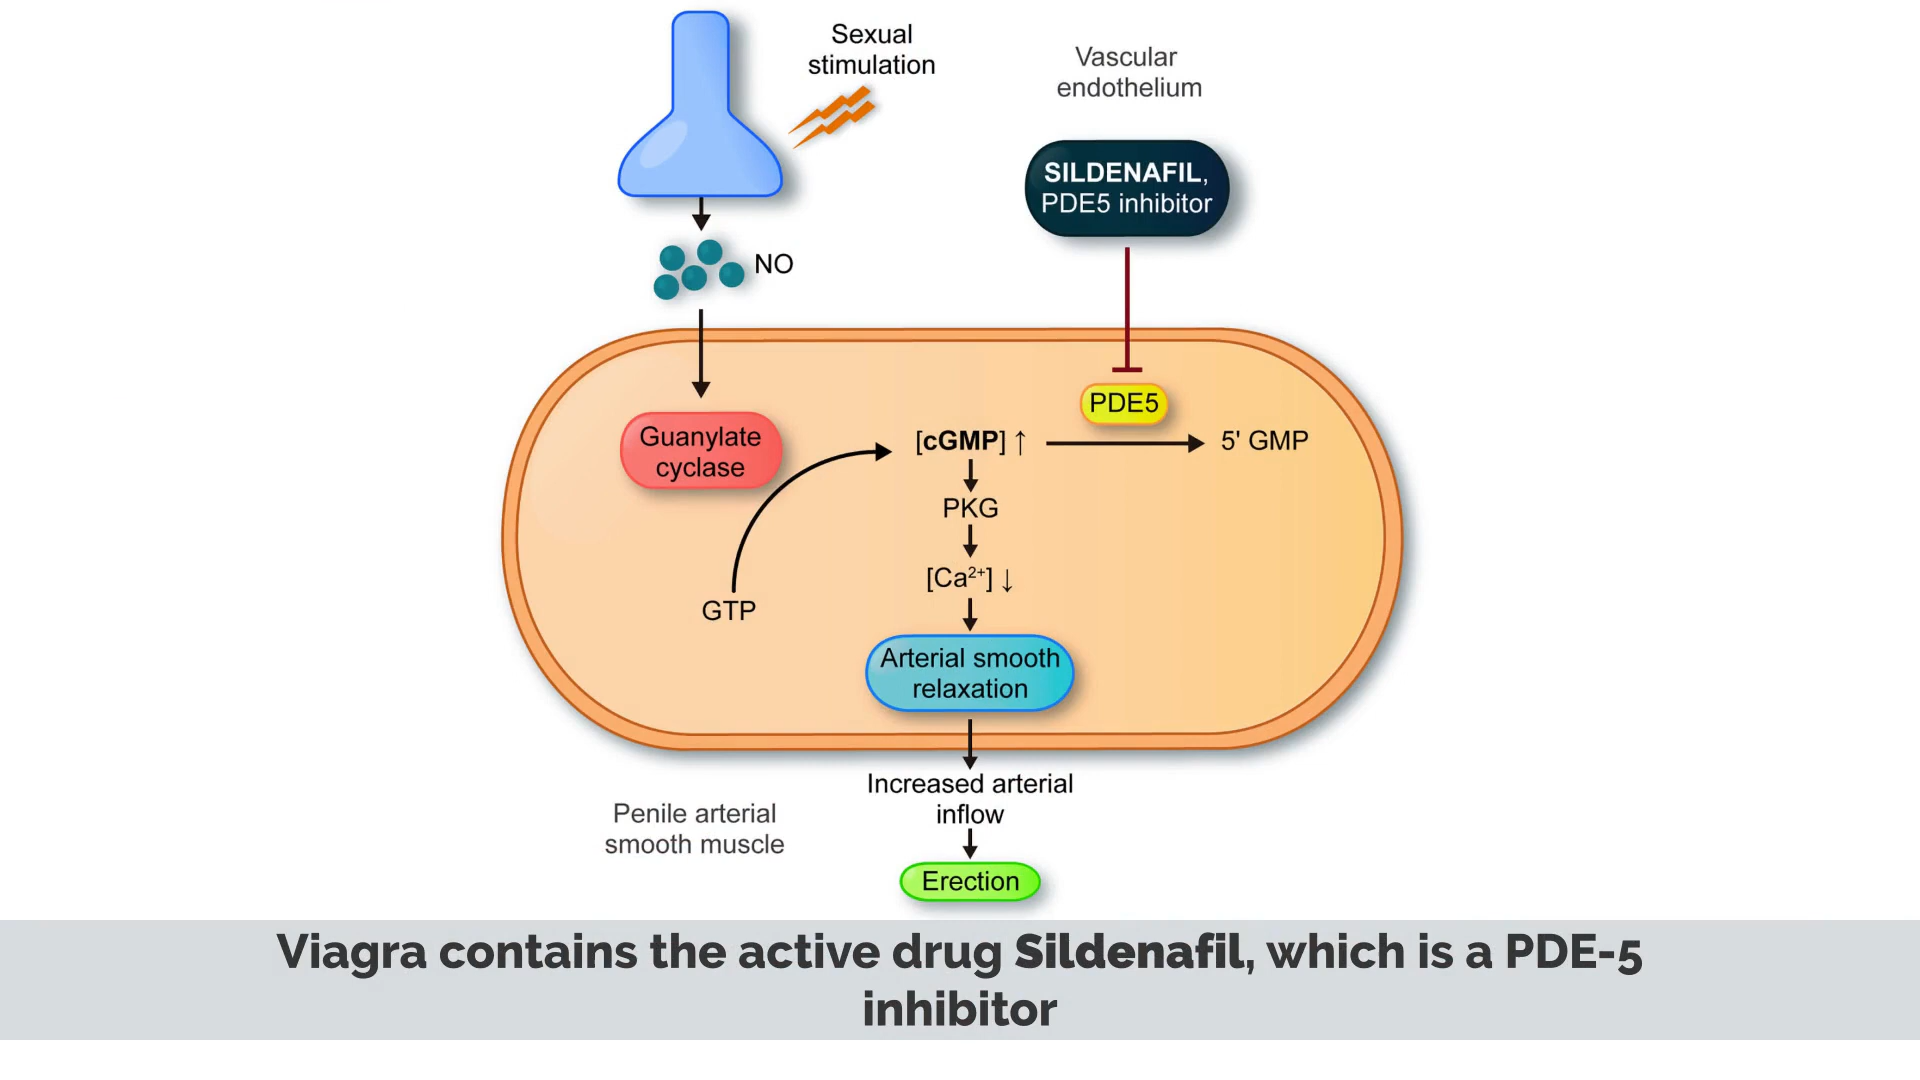 Sexual
stimulation
Vascular
endothelium
SILDENAFIL,
PDE5 inhibitor
NO
PDE5
Guanylate
cyclase
[cGMP] ↑
5' GMP
PKG
[Ca²⁺] ↓
GTP
Arterial smooth
relaxation
Increased arterial
inflow
Penile arterial
smooth muscle
Erection
Viagra contains the active drug Sildenafil, which is a PDE-5
inhibitor